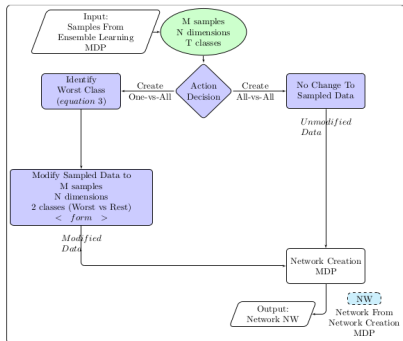 Input:
Samples From
Ensemble Learning
MDP
M samples
N dimensions
T classes
Identify
Worst Class
(equation 3)
Create
One-vs-All
Action
Decision
Create
All-vs-All
No Change To
Sampled Data
Unmodified
Data
Modify Sampled Data to
M samples
N dimensions
2 classes (Worst vs Rest)
< form >
Modified
Data
Network Creation
MDP
Output:
Network NW
NW
Network From
Network Creation
MDP